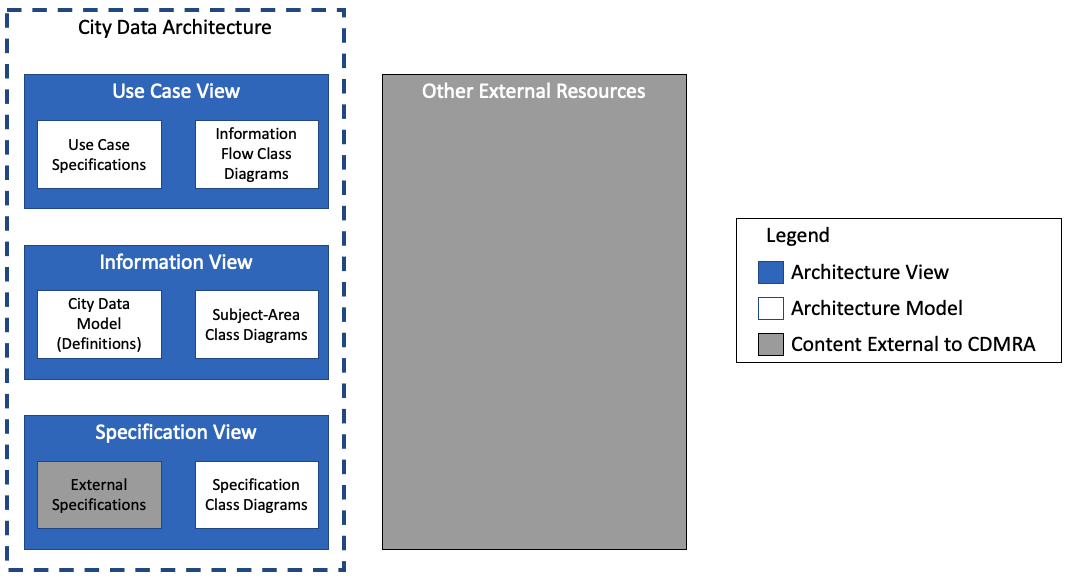 City Data Architecture
Use Case View
Use Case
Specifications
Information
Flow Class
Diagrams
Information View
City Data
Model
(Definitions)
Subject-Area
Class Diagrams
Specification View
External
Specifications
Specification
Class Diagrams
Other External Resources
Legend
Architecture View
Architecture Model
Content External to CDMRA